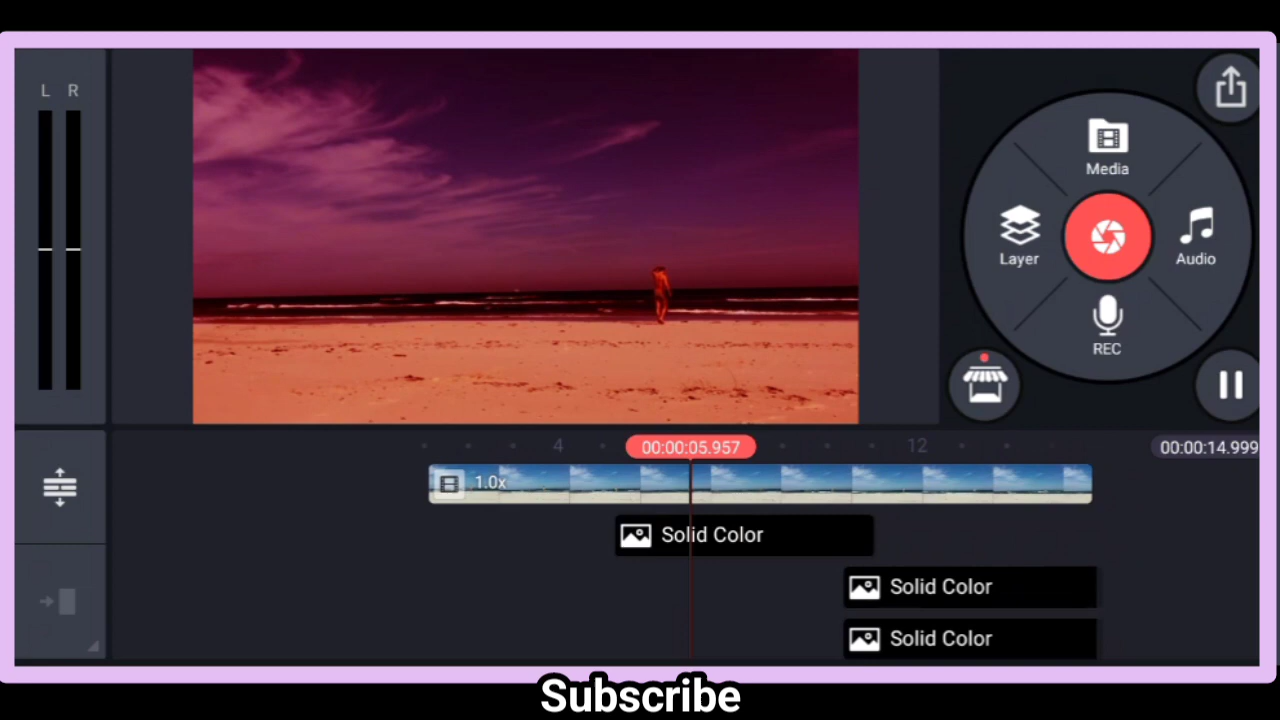 L R
Media
Layer
Audio
REC
4
00:00:05.957
12
00:00:14.999
1.0x
Solid Color
Solid Color
Solid Color
Subscribe